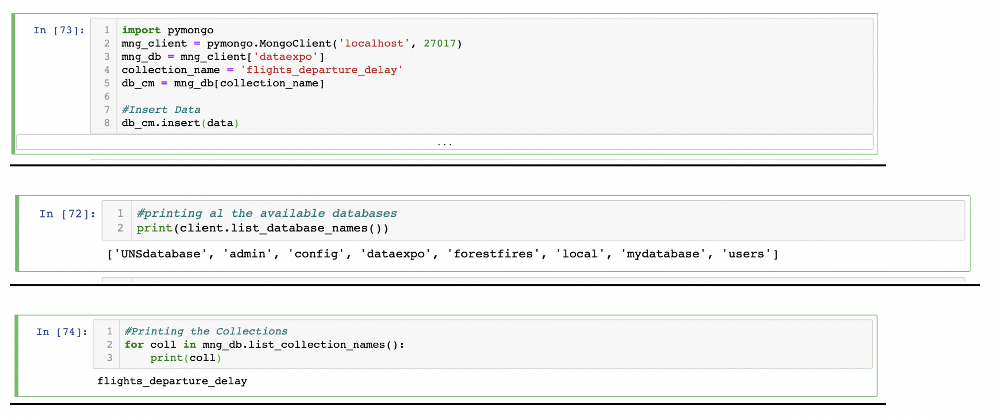 In [73]:
1 import pymongo
2 mng_client = pymongo.MongoClient('localhost', 27017)
3 mng_db = mng_client['dataexpo']
4 collection_name = 'flights_departure_delay'
5 db_cm = mng_db[collection_name]
6
7 #Insert Data
8 db_cm.insert(data)
...
In [72]:
1 #printing al the available databases
2 print(client.list_database_names())
['UNSdatabase', 'admin', 'config', 'dataexpo', 'forestfires', 'local', 'mydatabase', 'users']
In [74]:
1 #Printing the Collections
2 for coll in mng_db.list_collection_names():
3     print(coll)
flights_departure_delay